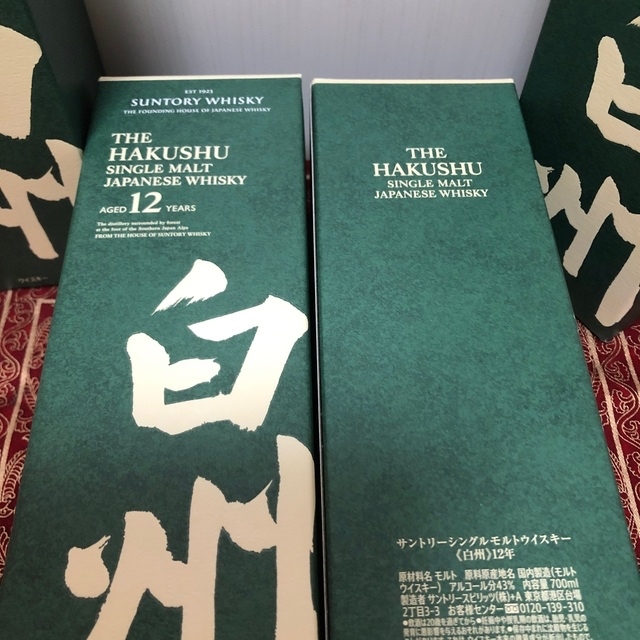 EST 1923
SUNTORY WHISKY
THE FOUNDING HOUSE OF JAPANESE WHISKY
THE
HAKUSHU
SINGLE MALT
JAPANESE WHISKY
AGED 12 YEARS
The distillery surrounded by forest
at the foot of the Southern Japan Alps
FROM THE HOUSE OF SUNTORY WHISKY
白州
THE
HAKUSHU
SINGLE MALT
JAPANESE WHISKY
サントリーシングルモルトウイスキー
《白州》12年
原材料名 モルト 原料原産地名 国内製造(モルト
ウイスキー) アルコール分43% 内容量 700ml
製造者 サントリースピリッツ(株)+A 東京都港区台場
2丁目3-3 お客様センター 0120-139-310
ウイスキー